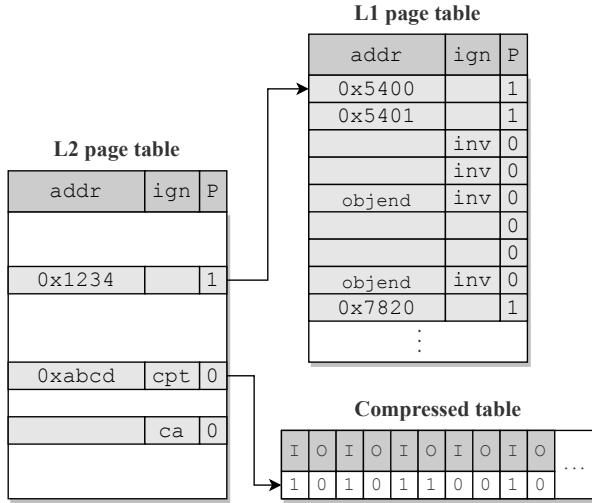 L1 page table
addr ign P
0x5400 1
0x5401 1
inv 0
inv 0
objend inv 0
0
0
objend inv 0
0x7820 1
⋮
L2 page table
addr ign P
0x1234 1
0xabcd cpt 0
ca 0
Compressed table
I O I O I O I O I O ...
1 0 1 0 1 1 0 0 1 0